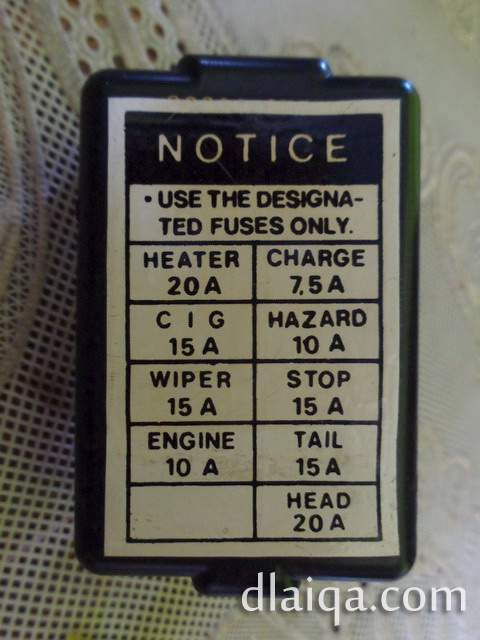 NOTICE
• USE THE DESIGNA-
TED FUSES ONLY.
HEATER
20 A
CHARGE
7,5 A
C I G
15 A
HAZARD
10 A
WIPER
15 A
STOP
15 A
ENGINE
10 A
TAIL
15 A
HEAD
20 A
dlaiqa.com